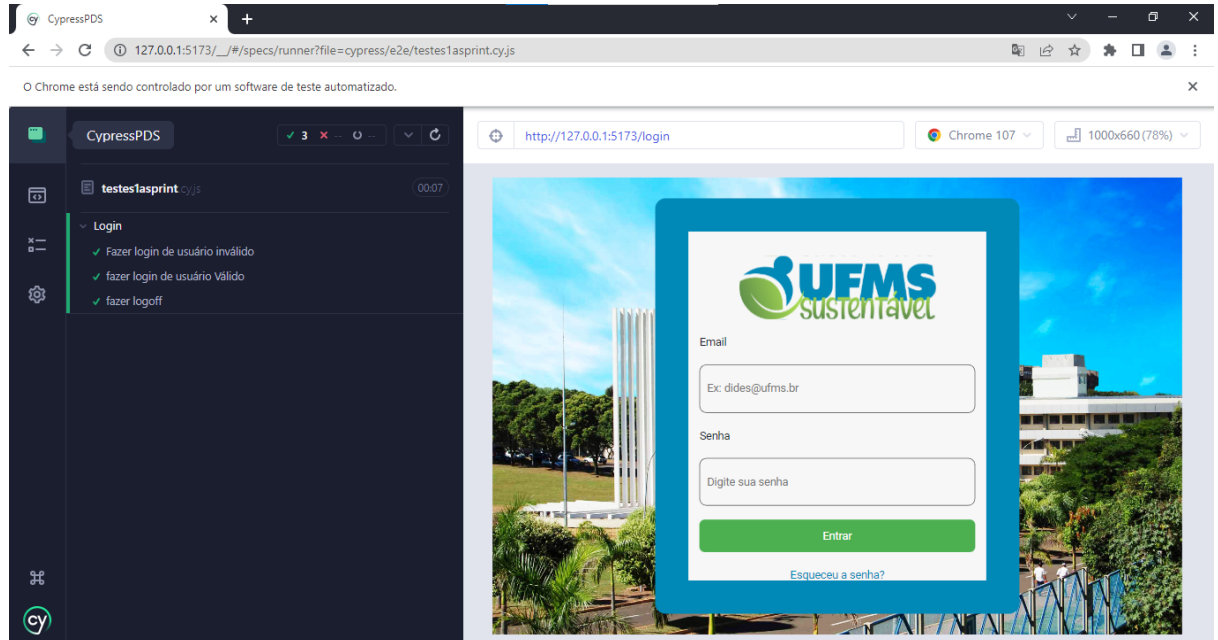 CypressPDS
127.0.0.1:5173/__/#/specs/runner?file=cypress/e2e/testes1asprint.cy.js
O Chrome está sendo controlado por um software de teste automatizado.
CypressPDS
3 -- --
http://127.0.0.1:5173/login
Chrome 107
1000x660 (78%)
testes1asprint.cy.js
00:07
Login
Fazer login de usuário inválido
fazer login de usuário Válido
fazer logoff
UFMS
SUSTENTÁVEL
Email
Ex: dides@ufms.br
Senha
Digite sua senha
Entrar
Esqueceu a senha?
cy